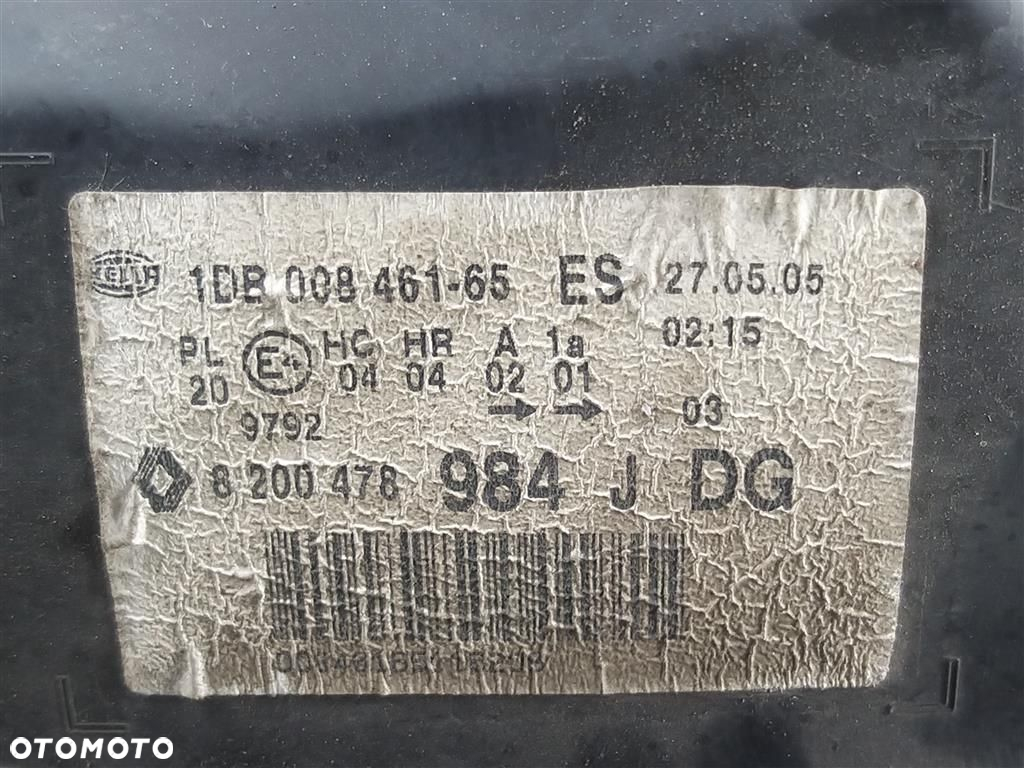 HELLA 1DB 008 461-65 ES 27.05.05
PL E4 HC HR A 1a 02:15
20 04 04 02 01
9792 → → 03
8 200 478 984 J DG
OTOMOTO